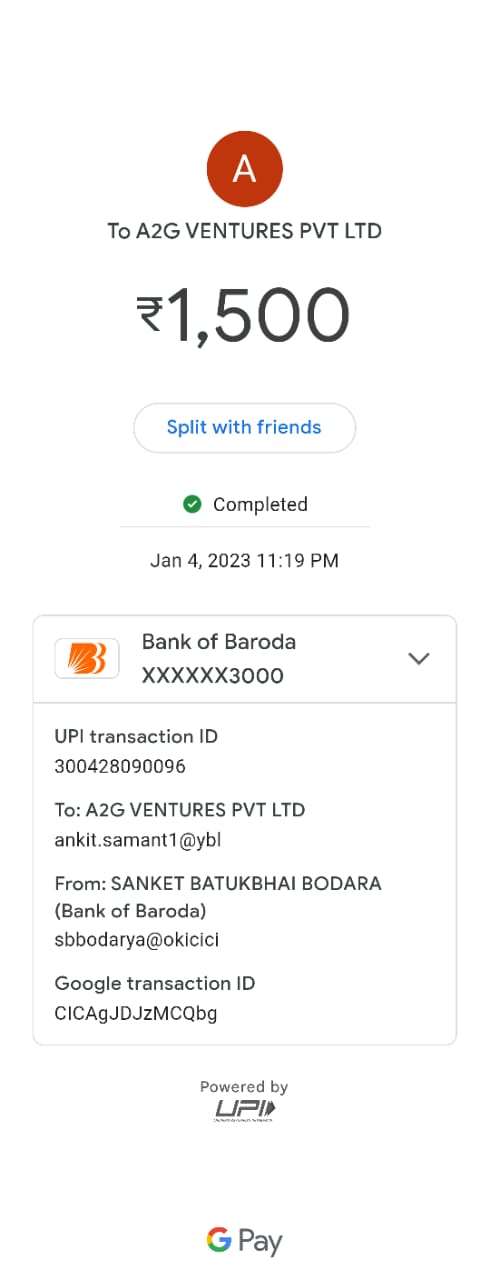 A
To A2G VENTURES PVT LTD
₹1,500
Split with friends
Completed
Jan 4, 2023 11:19 PM
Bank of Baroda
XXXXXX3000
UPI transaction ID
300428090096
To: A2G VENTURES PVT LTD
ankit.samant1@ybl
From: SANKET BATUKBHAI BODARA
(Bank of Baroda)
sbbodarya@okicici
Google transaction ID
CICAgJDJzMCQbg
Powered by
UPI
G Pay